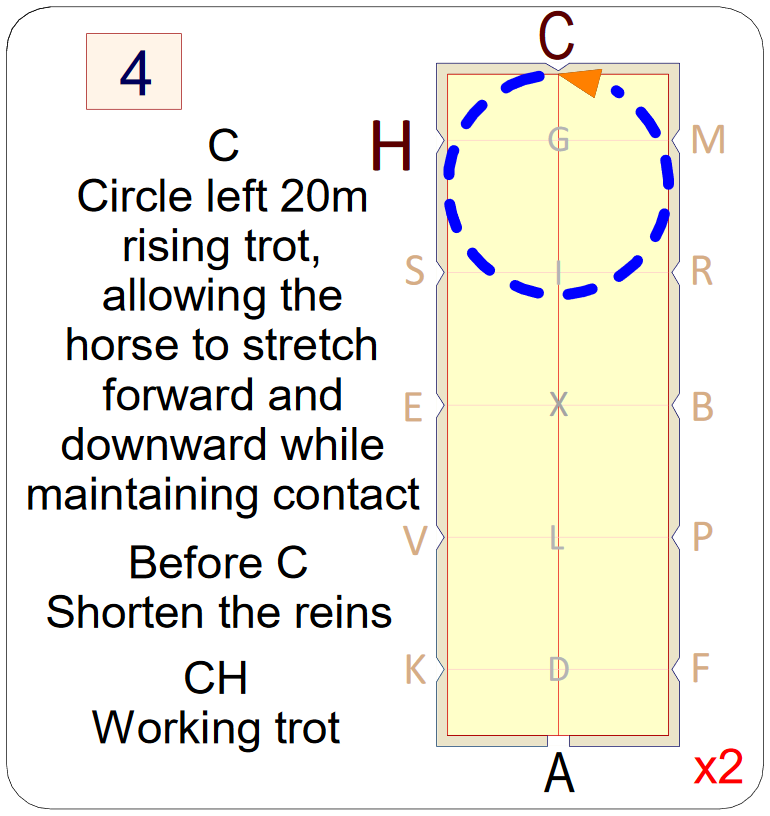 4
C
Circle left 20m
rising trot,
allowing the
horse to stretch
forward and
downward while
maintaining contact
Before C
Shorten the reins
CH
Working trot
C
H
G
M
S
I
R
E
X
B
V
L
P
K
D
F
A
x2